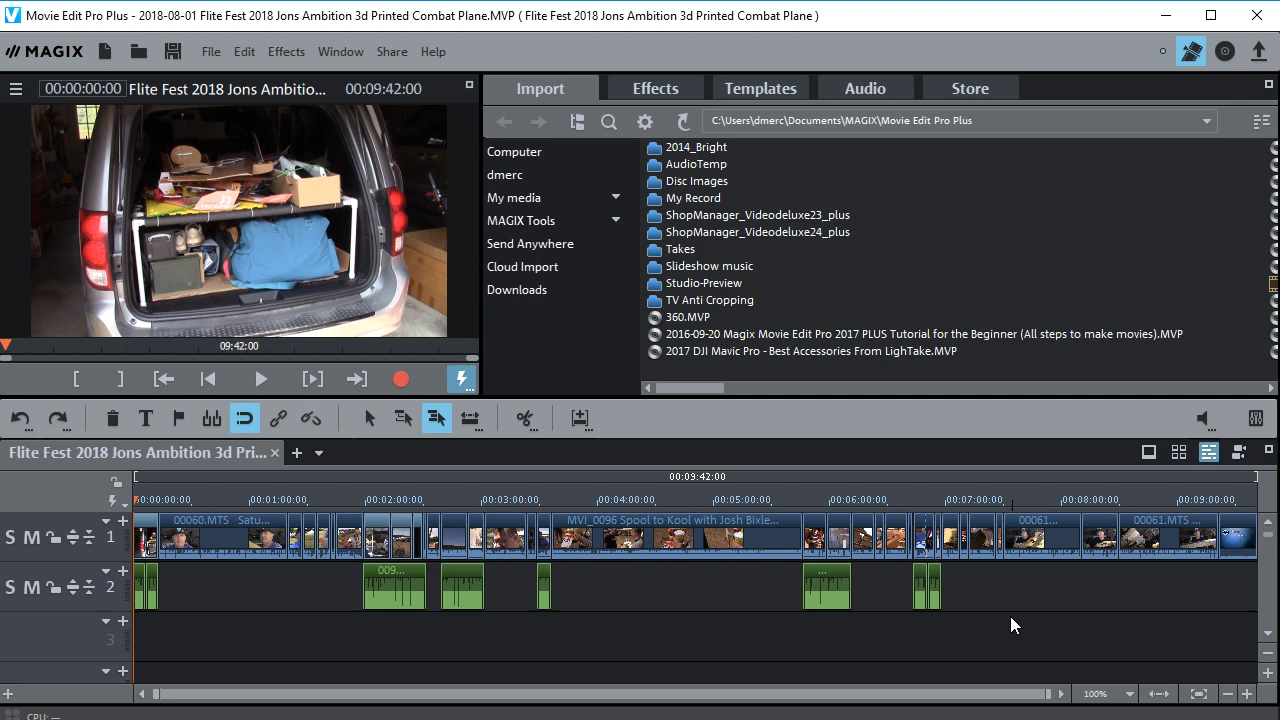 Movie Edit Pro Plus - 2018-08-01 Flite Fest 2018 Jons Ambition 3d Printed Combat Plane.MVP ( Flite Fest 2018 Jons Ambition 3d Printed Combat Plane )
MAGIX File Edit Effects Window Share Help
00:00:00:00 Flite Fest 2018 Jons Ambitio... 00:09:42:00
Import Effects Templates Audio Store
C:\Users\dmerc\Documents\MAGIX\Movie Edit Pro Plus
Computer
dmerc
My media
MAGIX Tools
Send Anywhere
Cloud Import
Downloads
2014_Bright
AudioTemp
Disc Images
My Record
ShopManager_Videodeluxe23_plus
ShopManager_Videodeluxe24_plus
Takes
Slideshow music
Studio-Preview
TV Anti Cropping
360.MVP
2016-09-20 Magix Movie Edit Pro 2017 PLUS Tutorial for the Beginner (All steps to make movies).MVP
2017 DJI Mavic Pro - Best Accessories From LighTake.MVP
09:42:00
Flite Fest 2018 Jons Ambition 3d Pri...
00:09:42:00
00:00:00:00 00:01:00:00 00:02:00:00 00:03:00:00 00:04:00:00 00:05:00:00 00:06:00:00 00:07:00:00 00:08:00:00 00:09:00:00
S M 1
00060.MTS Satu... MVI_0096 Spool to Kool with Josh Bixle... 00061... 00061.MTS ...
S M 2
009... ...
3
100%
CPU: —